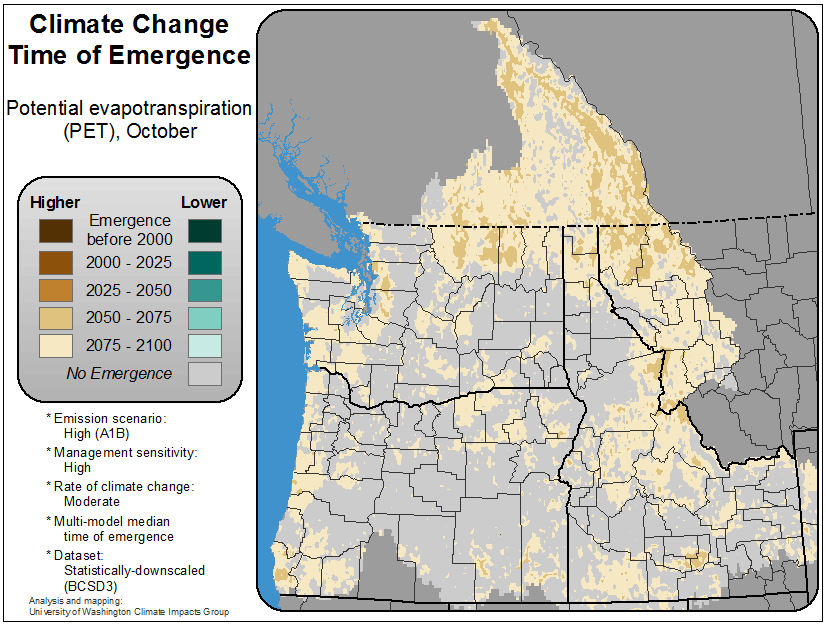 Climate Change
Time of Emergence
Potential evapotranspiration
(PET), October
Higher
Lower
Emergence
before 2000
2000 - 2025
2025 - 2050
2050 - 2075
2075 - 2100
No Emergence
* Emission scenario:
High (A1B)
* Management sensitivity:
High
* Rate of climate change:
Moderate
* Multi-model median
time of emergence
* Dataset:
Statistically-downscaled
(BCSD3)
Analysis and mapping:
University of Washington Climate Impacts Group